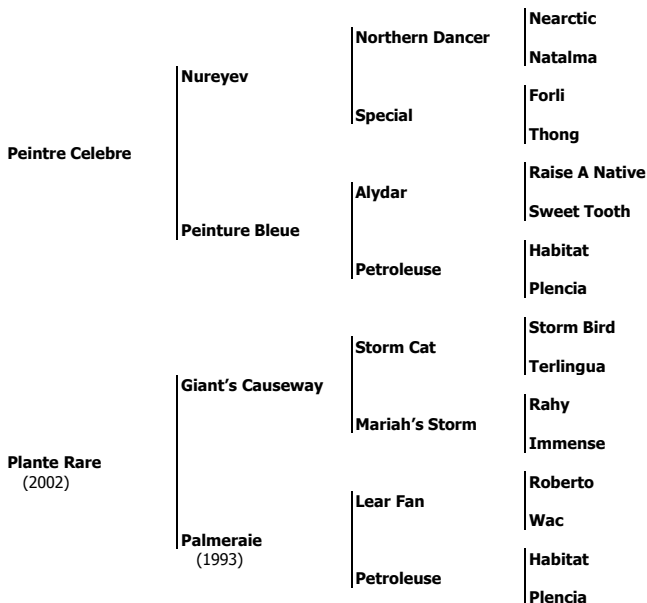 Nearctic
Northern Dancer
Natalma
Nureyev
Forli
Special
Thong
Peintre Celebre
Raise A Native
Alydar
Sweet Tooth
Peinture Bleue
Habitat
Petroleuse
Plencia
Storm Bird
Storm Cat
Terlingua
Giant's Causeway
Rahy
Mariah's Storm
Immense
Plante Rare
(2002)
Roberto
Lear Fan
Wac
Palmeraie
(1993)
Habitat
Petroleuse
Plencia